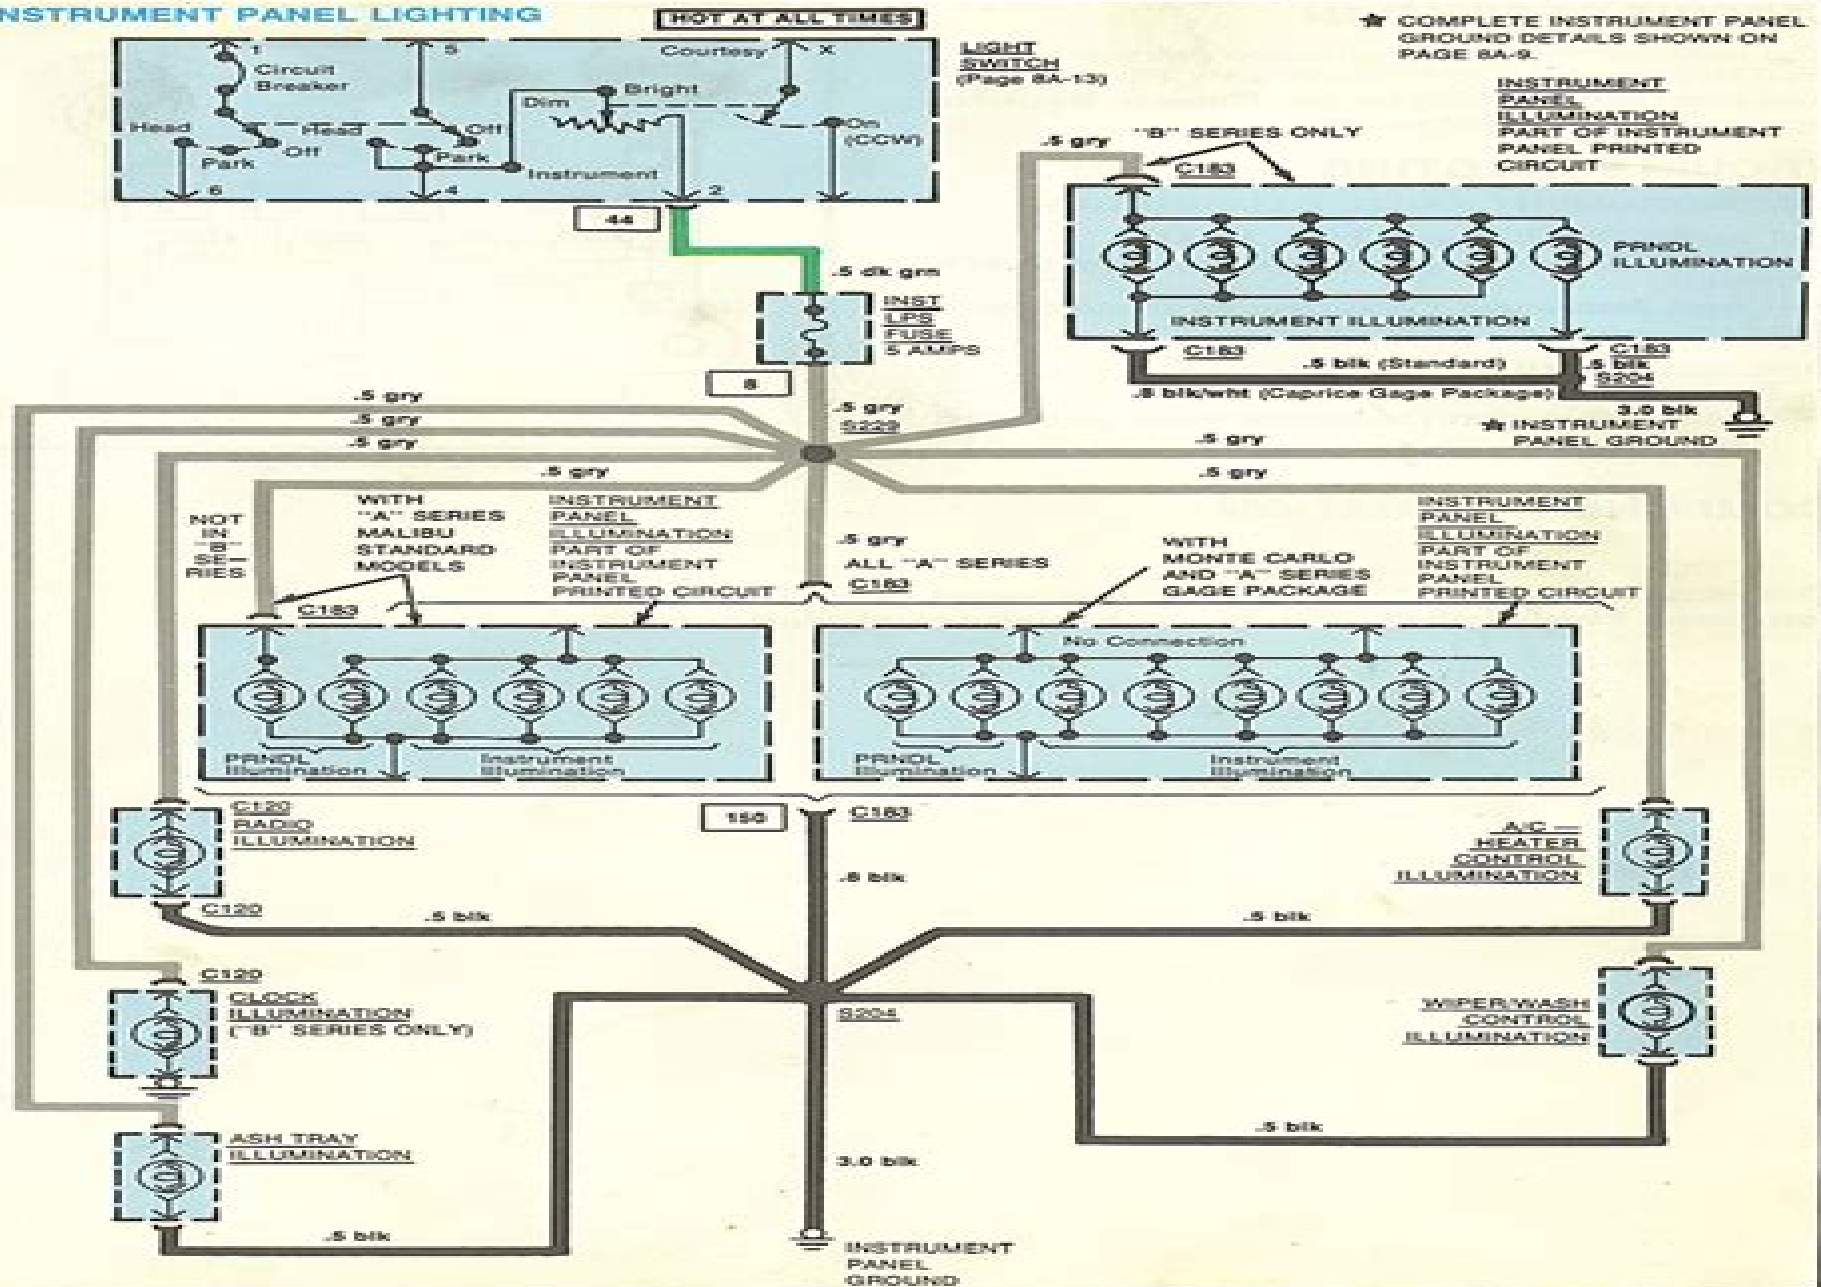 INSTRUMENT PANEL LIGHTING
HOT AT ALL TIMES
1
Circuit
Breaker
5
Courtesy
X
Dim
Bright
Head
Park
Off
Head
Off
Park
Instrument
On
(CCW)
6
4
2
LIGHT
SWITCH
(Page 8A-13)
★ COMPLETE INSTRUMENT PANEL
GROUND DETAILS SHOWN ON
PAGE 8A-9.
INSTRUMENT
PANEL
ILLUMINATION
PART OF INSTRUMENT
PANEL PRINTED
CIRCUIT
.5 gry
"B" SERIES ONLY
C183
PRNDL
ILLUMINATION
INSTRUMENT ILLUMINATION
C183
C183
.5 blk (Standard)
.5 blk
S204
.8 blk/wht (Caprice Gage Package)
3.0 blk
★ INSTRUMENT
PANEL GROUND
44
.5 dk grn
INST
LPS
FUSE
5 AMPS
8
.5 gry
S229
.5 gry
.5 gry
.5 gry
.5 gry
.5 gry
.5 gry
NOT
IN
"B"
SE-
RIES
WITH
"A" SERIES
MALIBU
STANDARD
MODELS
INSTRUMENT
PANEL
ILLUMINATION
PART OF
INSTRUMENT
PANEL
PRINTED CIRCUIT
.5 gry
ALL "A" SERIES
C183
WITH
MONTE CARLO
AND "A" SERIES
GAGE PACKAGE
INSTRUMENT
PANEL
ILLUMINATION
PART OF
INSTRUMENT
PANEL
PRINTED CIRCUIT
C183
No Connection
PRNDL
Illumination
Instrument
Illumination
PRNDL
Illumination
Instrument
Illumination
150
C183
.8 blk
C120
RADIO
ILLUMINATION
C120
.5 blk
A/C —
HEATER
CONTROL
ILLUMINATION
.5 blk
C120
CLOCK
ILLUMINATION
("B" SERIES ONLY)
S204
WIPER/WASH
CONTROL
ILLUMINATION
.5 blk
ASH TRAY
ILLUMINATION
.5 blk
3.0 blk
INSTRUMENT
PANEL
GROUND